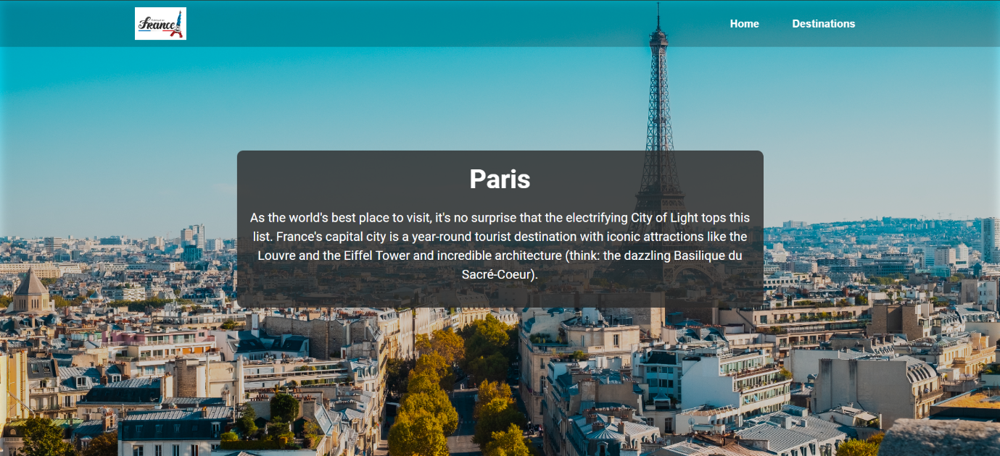 France
Home
Destinations
Paris
As the world's best place to visit, it's no surprise that the electrifying City of Light tops this
list. France's capital city is a year-round tourist destination with iconic attractions like the
Louvre and the Eiffel Tower and incredible architecture (think: the dazzling Basilique du
Sacré-Coeur).